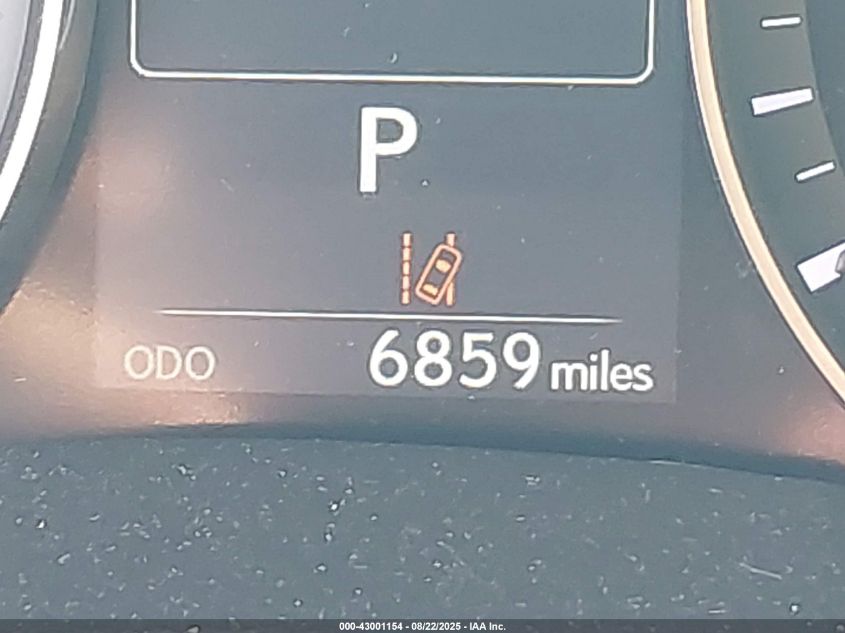 P
ODO 6859 miles
000-43001154 - 08/22/2025 - IAA Inc.